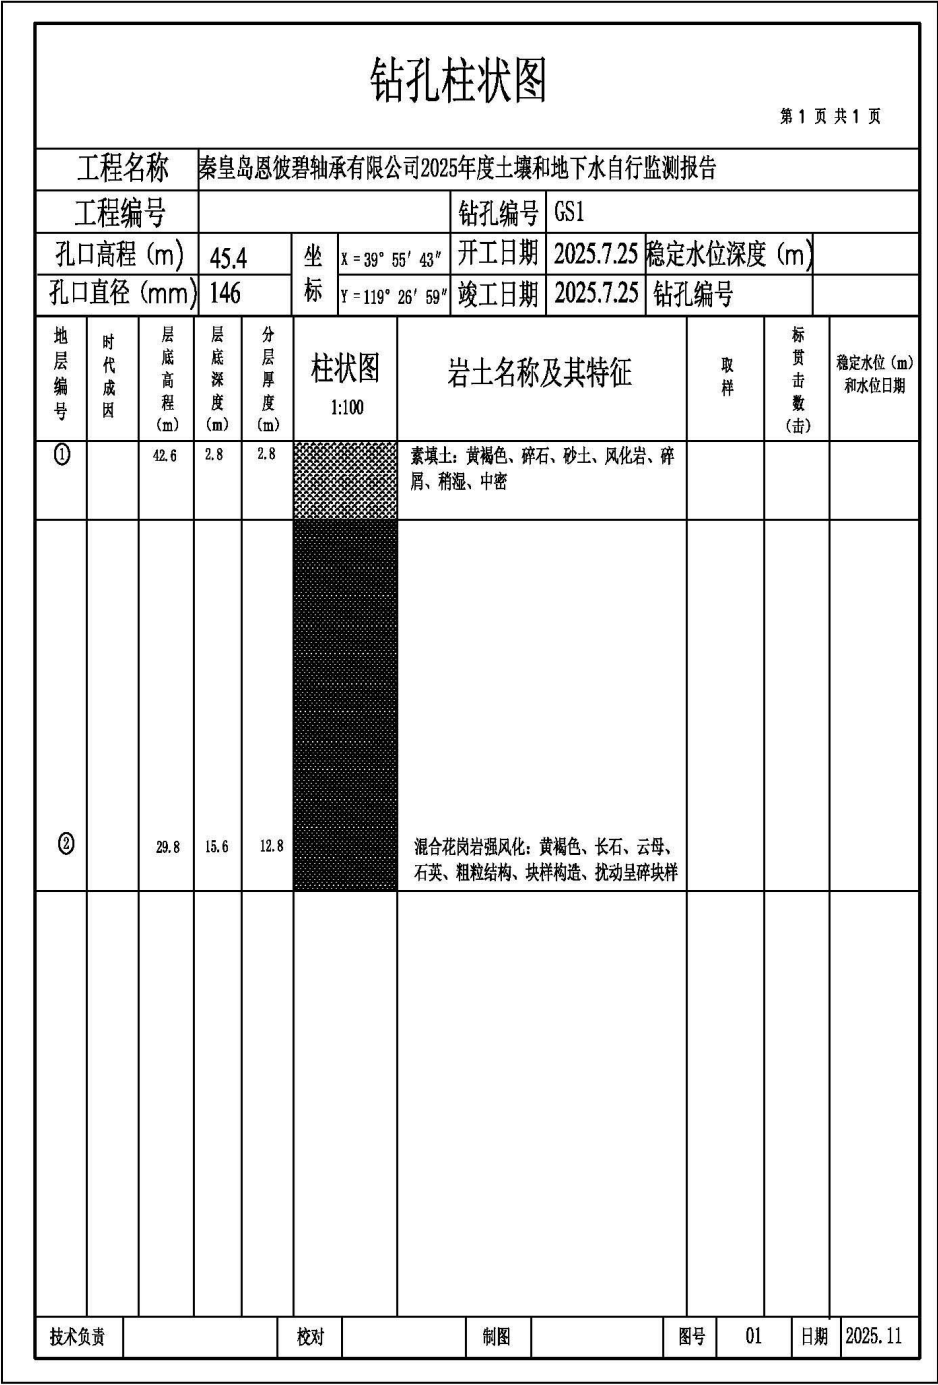 钻孔柱状图
第 1 页 共 1 页
工程名称 秦皇岛恩彼碧轴承有限公司2025年度土壤和地下水自行监测报告
工程编号 钻孔编号 GS1
孔口高程 (m) 45.4 坐标 X = 39° 55′ 43″ 开工日期 2025.7.25 稳定水位深度 (m)
孔口直径 (mm) 146 Y = 119° 26′ 59″ 竣工日期 2025.7.25 钻孔编号
地层编号 时代成因 层底高程(m) 层底深度(m) 分层厚度(m) 柱状图 1:100 岩土名称及其特征 取样 标贯击数(击) 稳定水位 (m) 和水位日期
① 42.6 2.8 2.8 素填土：黄褐色、碎石、砂土、风化岩、碎
屑、稍湿、中密
② 29.8 15.6 12.8 混合花岗岩强风化：黄褐色、长石、云母、
石英、粗粒结构、块样构造、扰动呈碎块样
技术负责 校对 制图 图号 01 日期 2025.11